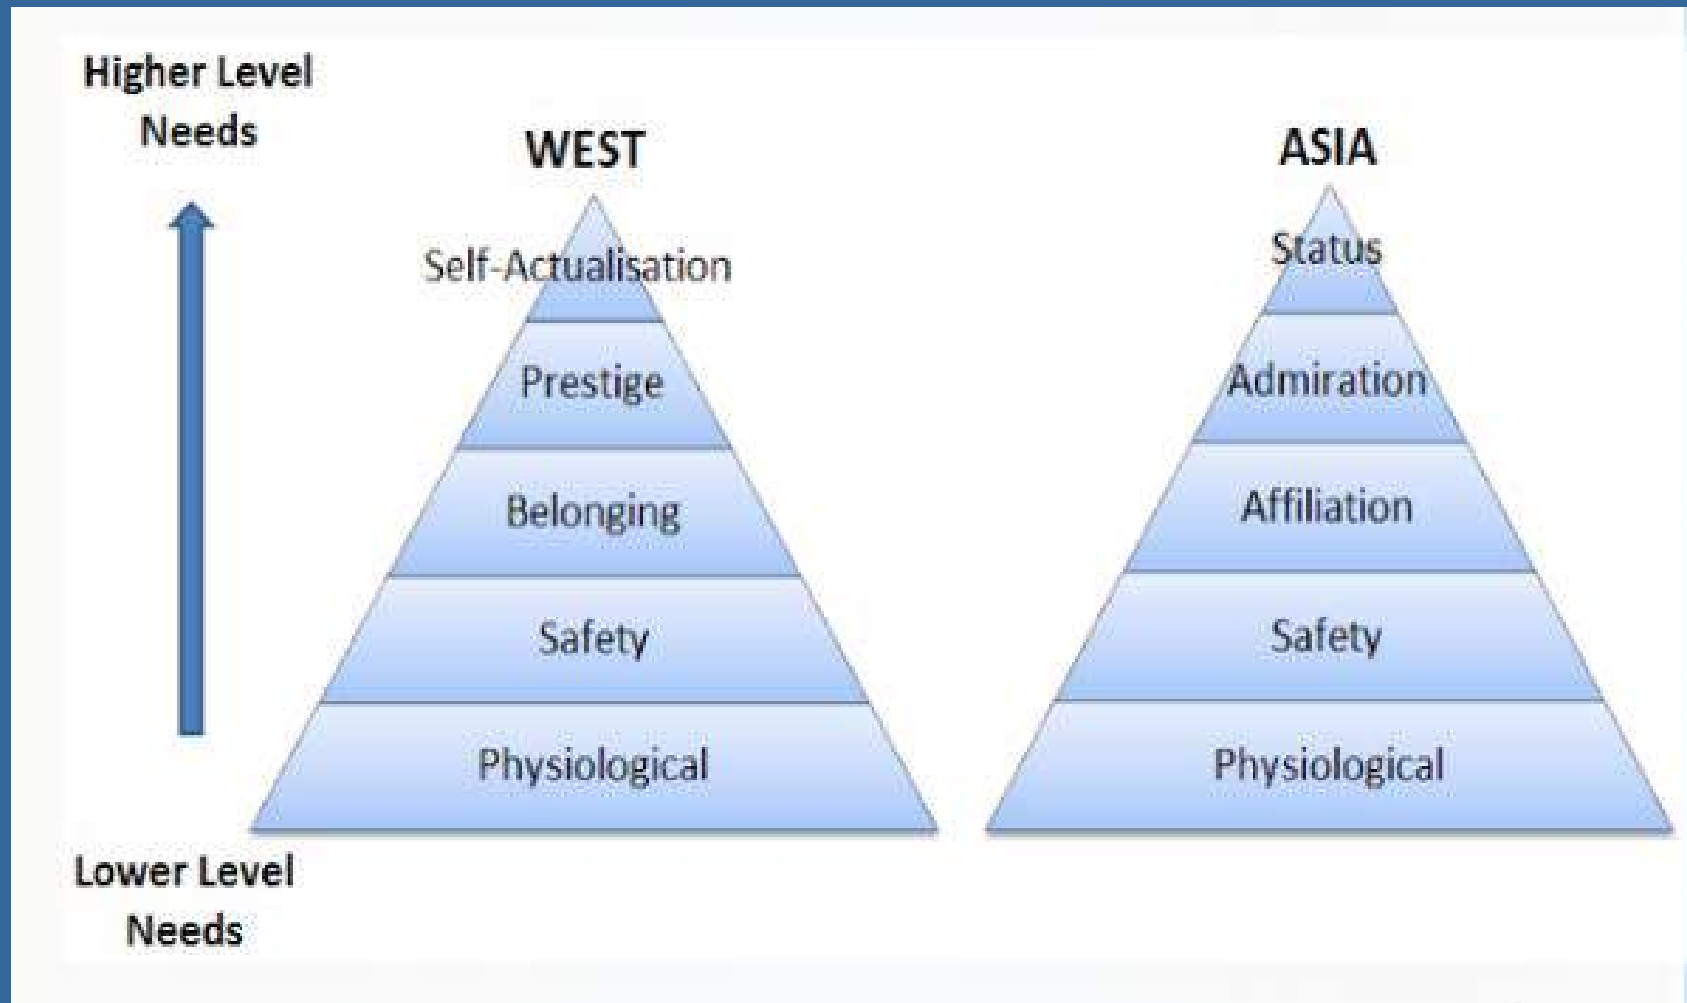 Higher Level
Needs
WEST
Self-Actualisation
Prestige
Belonging
Safety
Physiological
ASIA
Status
Admiration
Affiliation
Safety
Physiological
Lower Level
Needs